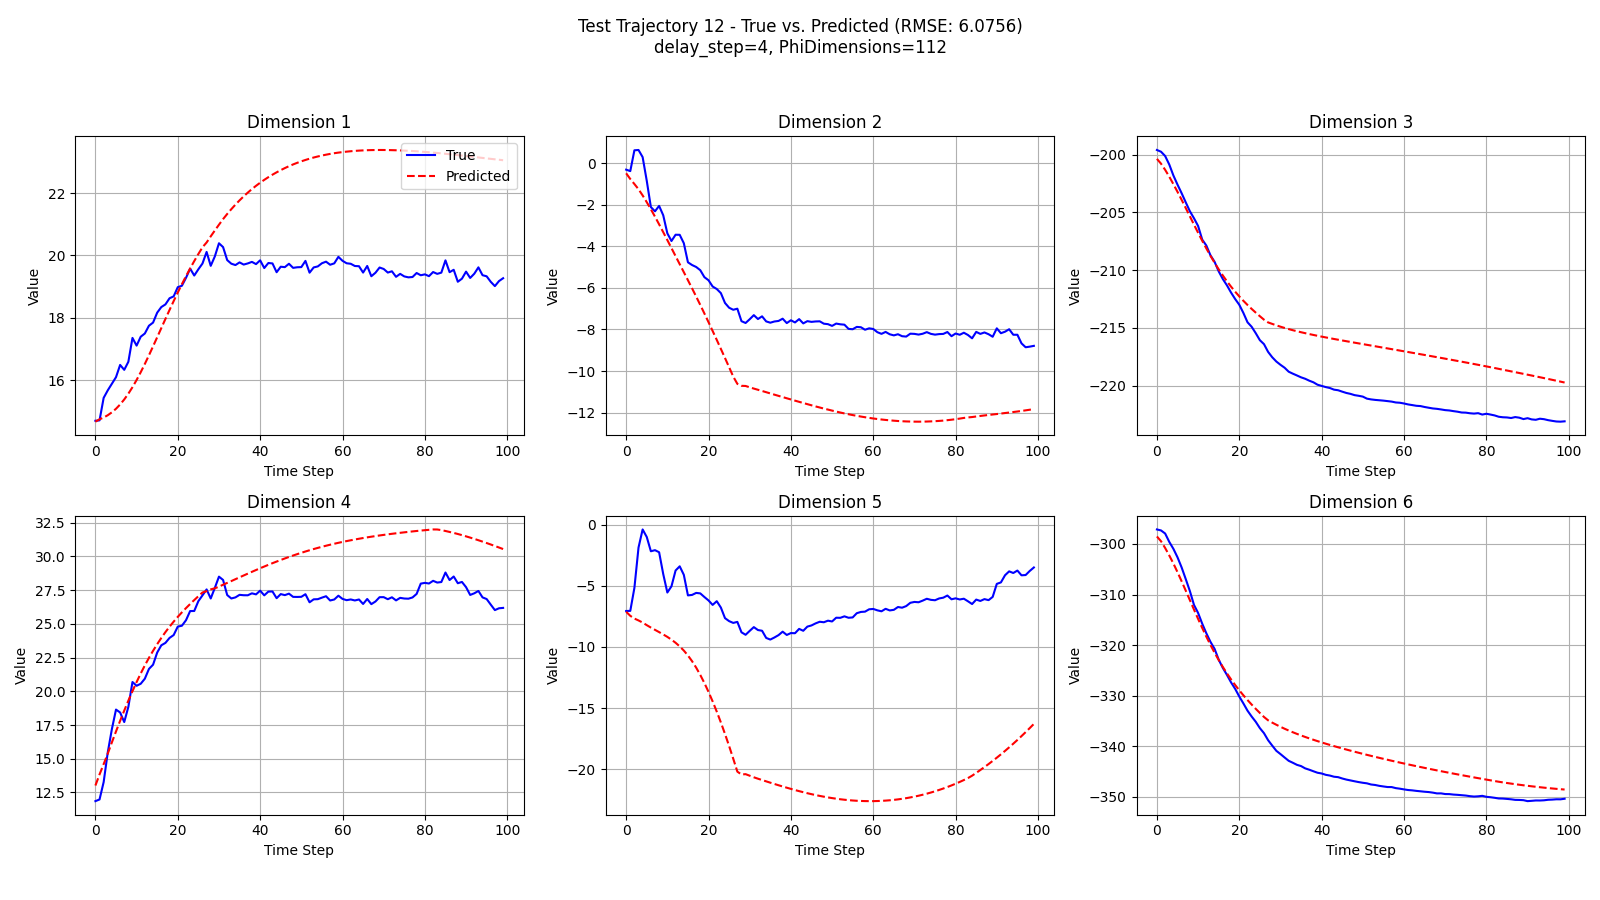 Test Trajectory 12 - True vs. Predicted (RMSE: 6.0756)
delay_step=4, PhiDimensions=112
Dimension 1
Value
22
20
18
16
True
Predicted
0 20 40 60 80 100
Time Step
Dimension 2
Value
0
−2
−4
−6
−8
−10
−12
0 20 40 60 80 100
Time Step
Dimension 3
Value
−200
−205
−210
−215
−220
0 20 40 60 80 100
Time Step
Dimension 4
Value
32.5
30.0
27.5
25.0
22.5
20.0
17.5
15.0
12.5
0 20 40 60 80 100
Time Step
Dimension 5
Value
0
−5
−10
−15
−20
0 20 40 60 80 100
Time Step
Dimension 6
Value
−300
−310
−320
−330
−340
−350
0 20 40 60 80 100
Time Step